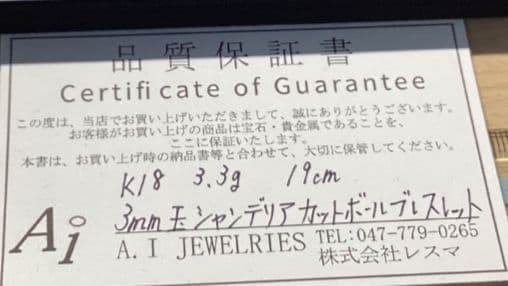 品質保証書
Certificate of Guarantee
この度は、当店でお買い上げいただきまして、誠にありがとうございます。
お客様がお買い上げの商品は宝石・貴金属であることを、
ここに保証いたします。
本書は、お買い上げ時の納品書等と合わせて、大切に保管してください。
K18 3.3g 19cm
3mm玉シャンデリアカットボールブレスレット
Ai
A.I JEWELRIES TEL:047-779-0265
株式会社レスマ